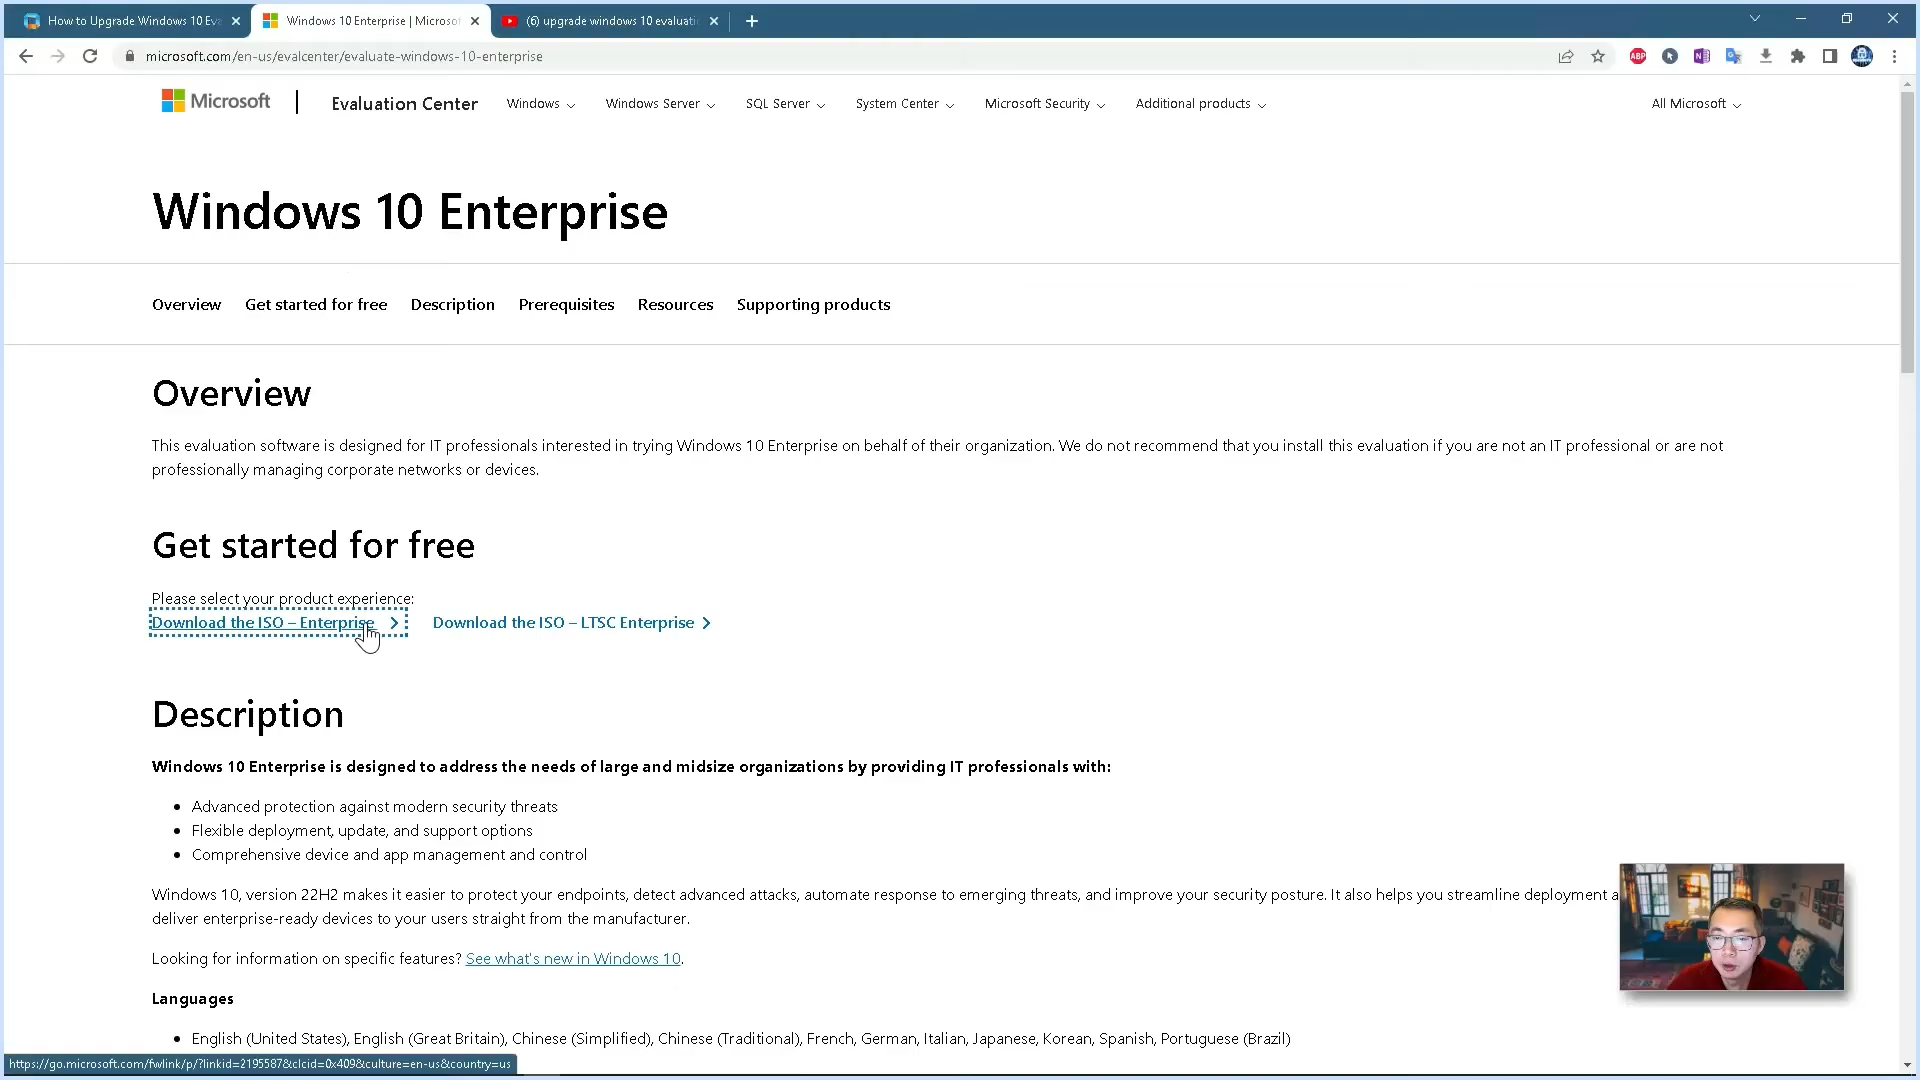 How to Upgrade Windows 10 Eva
Windows 10 Enterprise | Microsof
(6) upgrade windows 10 evaluati
microsoft.com/en-us/evalcenter/evaluate-windows-10-enterprise
ABP
Microsoft
Evaluation Center
Windows
Windows Server
SQL Server
System Center
Microsoft Security
Additional products
All Microsoft
Windows 10 Enterprise
Overview
Get started for free
Description
Prerequisites
Resources
Supporting products
Overview
This evaluation software is designed for IT professionals interested in trying Windows 10 Enterprise on behalf of their organization. We do not recommend that you install this evaluation if you are not an IT professional or are not
professionally managing corporate networks or devices.
Get started for free
Please select your product experience:
Download the ISO – Enterprise
Download the ISO – LTSC Enterprise
Description
Windows 10 Enterprise is designed to address the needs of large and midsize organizations by providing IT professionals with:
• Advanced protection against modern security threats
• Flexible deployment, update, and support options
• Comprehensive device and app management and control
Windows 10, version 22H2 makes it easier to protect your endpoints, detect advanced attacks, automate response to emerging threats, and improve your security posture. It also helps you streamline deployment a
deliver enterprise-ready devices to your users straight from the manufacturer.
Looking for information on specific features? See what's new in Windows 10.
Languages
• English (United States), English (Great Britain), Chinese (Simplified), Chinese (Traditional), French, German, Italian, Japanese, Korean, Spanish, Portuguese (Brazil)
https://go.microsoft.com/fwlink/p/?linkid=2195587&clcid=0x409&culture=en-us&country=us